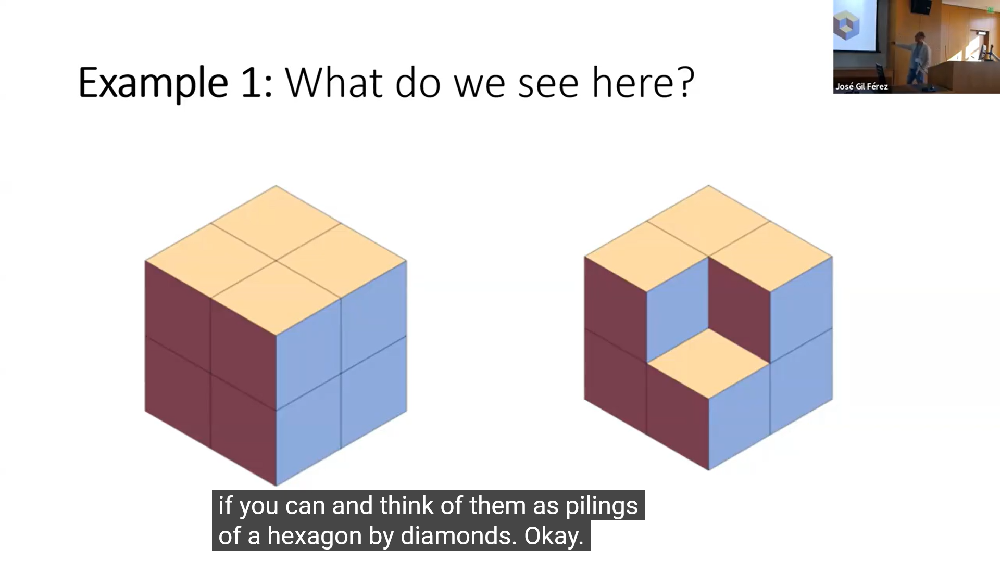 Example 1: What do we see here?
José Gil Férez
if you can and think of them as pilings
of a hexagon by diamonds. Okay.